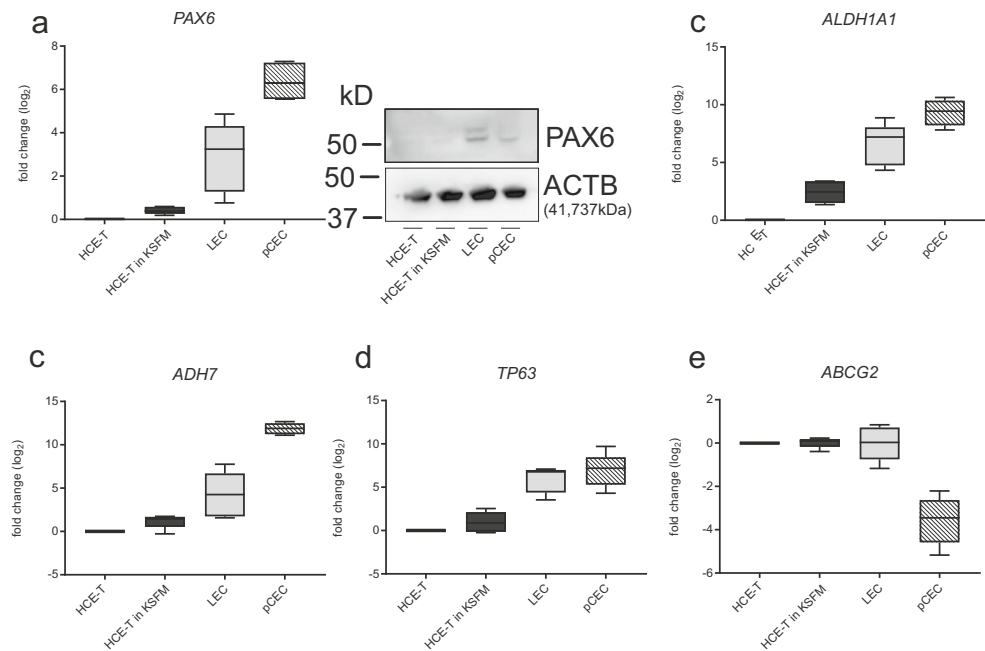 a
PAX6
fold change (log2)
8
6
4
2
0
HCE-T
HCE-T in KSFM
LEC
pCEC
kD
50
50
37
PAX6
ACTB
(41,737kDa)
HCE-T
HCE-T in KSFM
LEC
pCEC
c
ALDH1A1
fold change (log2)
15
10
5
0
HCE-T
HCE-T in KSFM
LEC
pCEC
c
ADH7
fold change (log2)
15
10
5
0
-5
HCE-T
HCE-T in KSFM
LEC
pCEC
d
TP63
fold change (log2)
15
10
5
0
-5
HCE-T
HCE-T in KSFM
LEC
pCEC
e
ABCG2
fold change (log2)
2
0
-2
-4
-6
HCE-T
HCE-T in KSFM
LEC
pCEC